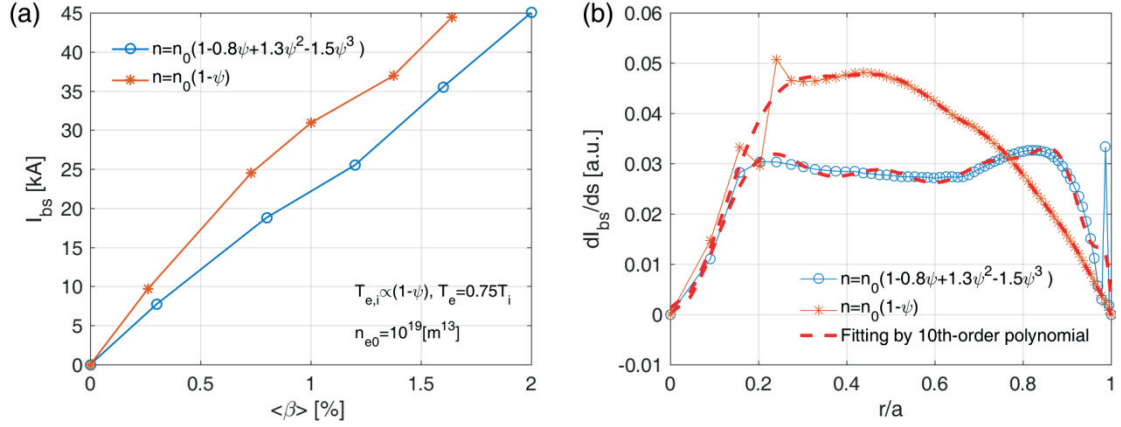 (a)
45
40
35
30
25
20
15
10
5
0
I_bs [kA]
n=n_0(1-0.8ψ+1.3ψ^2-1.5ψ^3)
n=n_0(1-ψ)
T_e,i∝(1-ψ), T_e=0.75T_i
n_e0=10^19[m^13]
0 0.5 1 1.5 2
<β> [%]
(b)
0.06
0.05
0.04
0.03
0.02
0.01
0
-0.01
dI_bs/ds [a.u.]
n=n_0(1-0.8ψ+1.3ψ^2-1.5ψ^3)
n=n_0(1-ψ)
Fitting by 10th-order polynomial
0 0.2 0.4 0.6 0.8 1
r/a